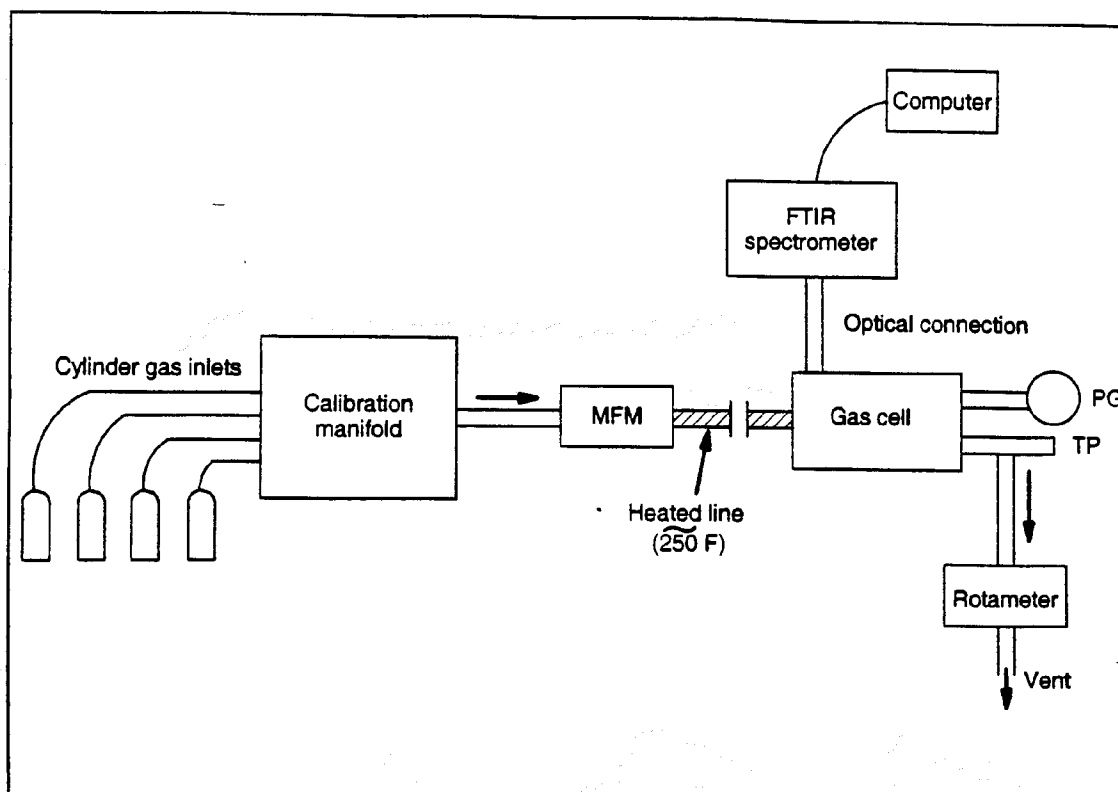 Computer
FTIR
spectrometer
Optical connection
Cylinder gas inlets
Calibration
manifold
MFM
Gas cell
PG
TP
Heated line
(250 F)
Rotameter
Vent